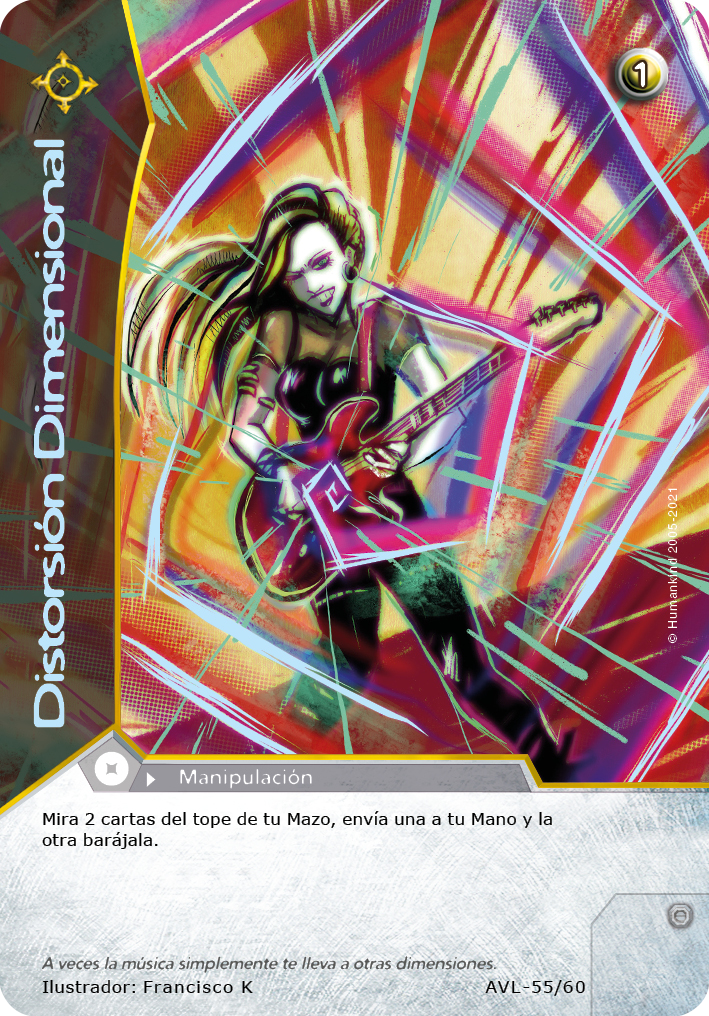 Distorsión Dimensional
1
© Humankind 2005-2021
Manipulación
Mira 2 cartas del tope de tu Mazo, envía una a tu Mano y la
otra barájala.
A veces la música simplemente te lleva a otras dimensiones.
Ilustrador: Francisco K AVL-55/60